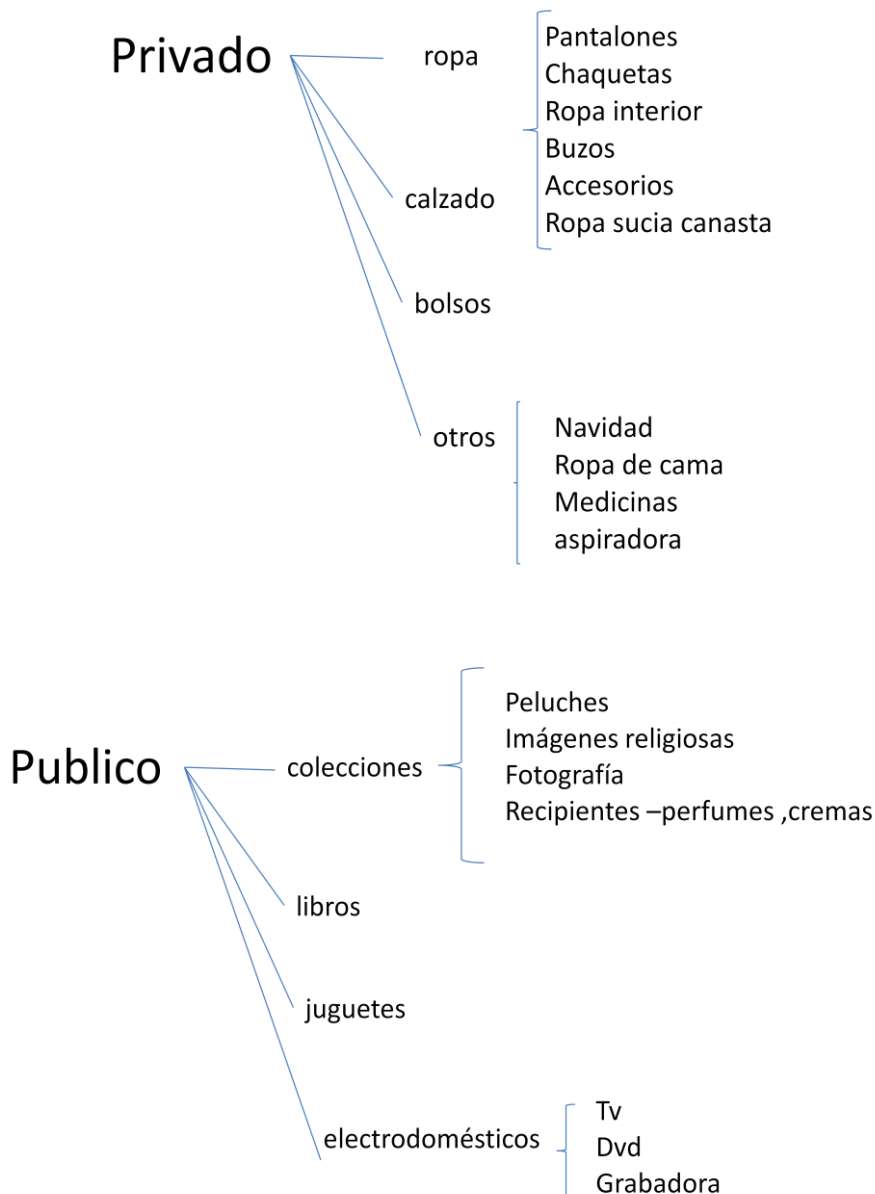 Privado
ropa
Pantalones
Chaquetas
Ropa interior
Buzos
Accesorios
Ropa sucia canasta
calzado
bolsos
otros
Navidad
Ropa de cama
Medicinas
aspiradora
Publico
colecciones
Peluches
Imágenes religiosas
Fotografía
Recipientes –perfumes ,cremas
libros
juguetes
electrodomésticos
Tv
Dvd
Grabadora